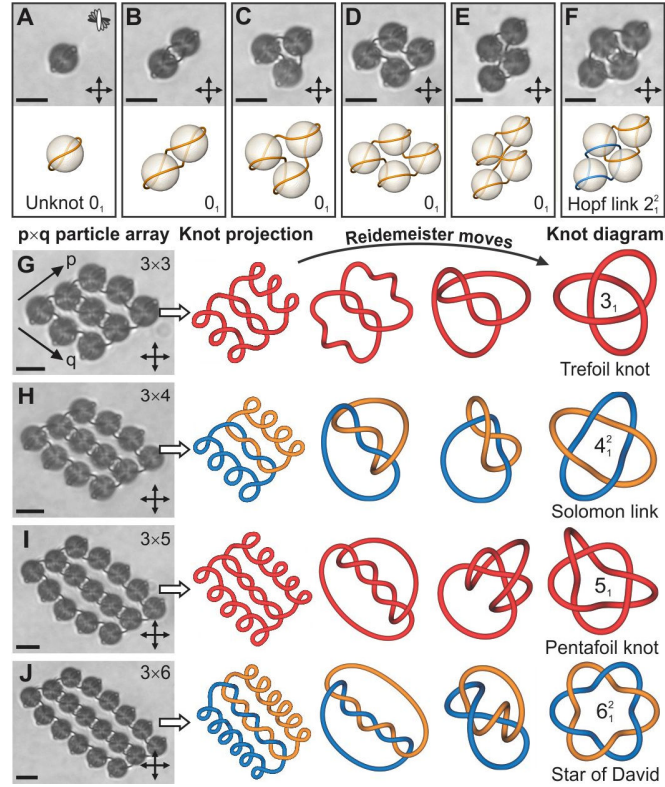 A
B
C
D
E
F
Unknot 0₁
0₁
0₁
0₁
0₁
Hopf link 2²₁
p×q particle array
Knot projection
Reidemeister moves
Knot diagram
G
p
q
3×3
3₁
Trefoil knot
H
3×4
4²₁
Solomon link
I
3×5
5₁
Pentafoil knot
J
3×6
6²₁
Star of David